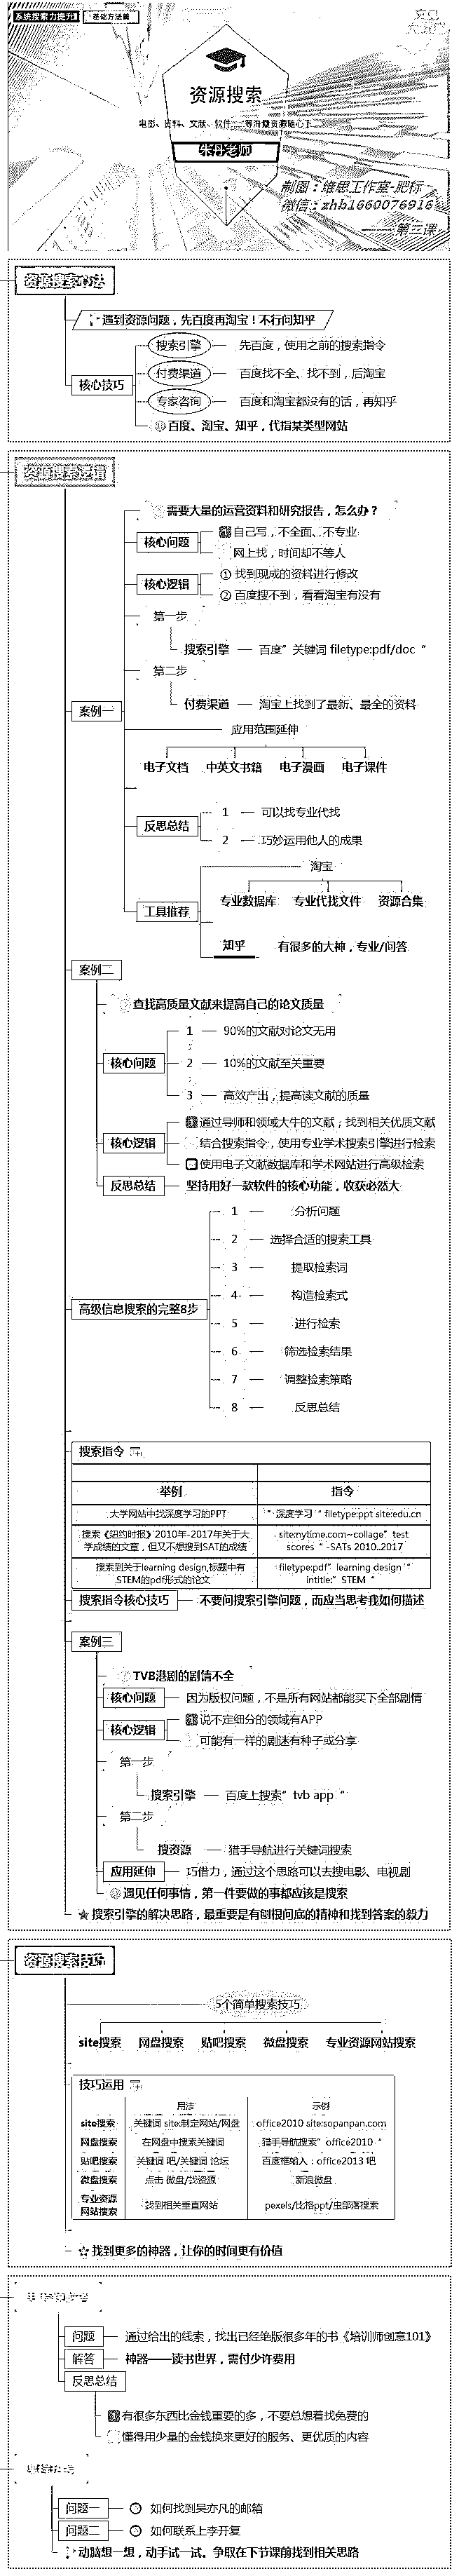 系统搜索力提升 基础方法篇
资源搜索
电影、资料、文献、软件……等海量资源随心下
朱丹老师
制图：维思工作室-肥标
微信：zhb1660076916
——第三课
资源搜索心法
遇到资源问题，先百度再淘宝！不行问知乎
核心技巧
搜索引擎 先百度，使用之前的搜索指令
付费渠道 百度找不全、找不到，后淘宝
专家咨询 百度和淘宝都没有的话，再知乎
百度、淘宝、知乎，代指某类型网站
资源搜索逻辑
案例一
需要大量的运营资料和研究报告，怎么办？
核心问题
自己写，不全面、不专业
网上找，时间却不等人
核心逻辑
① 找到现成的资料进行修改
② 百度搜不到，看看淘宝有没有
第一步
搜索引擎 百度”关键词 filetype:pdf/doc “
第二步
付费渠道 淘宝上找到了最新、最全的资料
应用范围延伸
电子文档 中英文书籍 电子漫画 电子课件
反思总结
1 可以找专业代找
2 巧妙运用他人的成果
工具推荐
淘宝
专业数据库 专业代找文件 资源合集
知乎 有很多的大神，专业/问答
案例二
查找高质量文献来提高自己的论文质量
核心问题
1 90%的文献对论文无用
2 10%的文献至关重要
3 高效产出，提高读文献的质量
核心逻辑
通过导师和领域大牛的文献；找到相关优质文献
结合搜索指令，使用专业学术搜索引擎进行检索
使用电子文献数据库和学术网站进行高级检索
反思总结 坚持用好一款软件的核心功能，收获必然大
高级信息搜索的完整8步
1 分析问题
2 选择合适的搜索工具
3 提取检索词
4 构造检索式
5 进行检索
6 筛选检索结果
7 调整检索策略
8 反思总结
搜索指令
举例 指令
大学网站中找深度学习的PPT “ 深度学习 ” filetype:ppt site:edu.cn
搜索《纽约时报》2010年-2017年关于大学成绩的文章，但又不想搜到SAT的成绩 site:nytime.com~collage” test scores “ -SATs 2010..2017
搜索到关于learning design,标题中有STEM的pdf形式的论文 filetype:pdf” learning design “ intitle:” STEM “
搜索指令核心技巧 不要问搜索引擎问题，而应当思考我如何描述
案例三
TVB港剧的剧情不全
核心问题 因为版权问题，不是所有网站都能买下全部剧情
核心逻辑
说不定细分的领域有APP
可能有一样的剧迷有种子或分享
第一步
搜索引擎 百度上搜索” tvb app “
第二步
搜资源 猎手导航进行关键词搜索
应用延伸 巧借力，通过这个思路可以去搜电影、电视剧
遇见任何事情，第一件要做的事都应该是搜索
搜索引擎的解决思路，最重要是有刨根问底的精神和找到答案的毅力
资源搜索技巧
5个简单搜索技巧
site搜索 网盘搜索 贴吧搜索 微盘搜索 专业资源网站搜索
技巧运用
用法 示例
site搜索 关键词 site:制定网站/网盘 office2010 site:sopanpan.com
网盘搜索 在网盘中搜索关键词 猎手导航搜索” office2010 “
贴吧搜索 关键词 吧/关键词 论坛 百度框输入：office2013 吧
微盘搜索 点击 微盘/找资源 新浪微盘
专业资源网站搜索 找到相关垂直网站 pexels/比格ppt/虫部落搜索
找到更多的神器，让你的时间更有价值
问题 通过给出的线索，找出已经绝版很多年的书《培训师创意101》
解答 神器——读书世界，需付少许费用
反思总结
有很多东西比金钱重要的多，不要总想着找免费的
懂得用少量的金钱换来更好的服务、更优质的内容
问题一 如何找到吴亦凡的邮箱
问题二 如何联系上李开复
动脑想一想，动手试一试。争取在下节课前找到相关思路